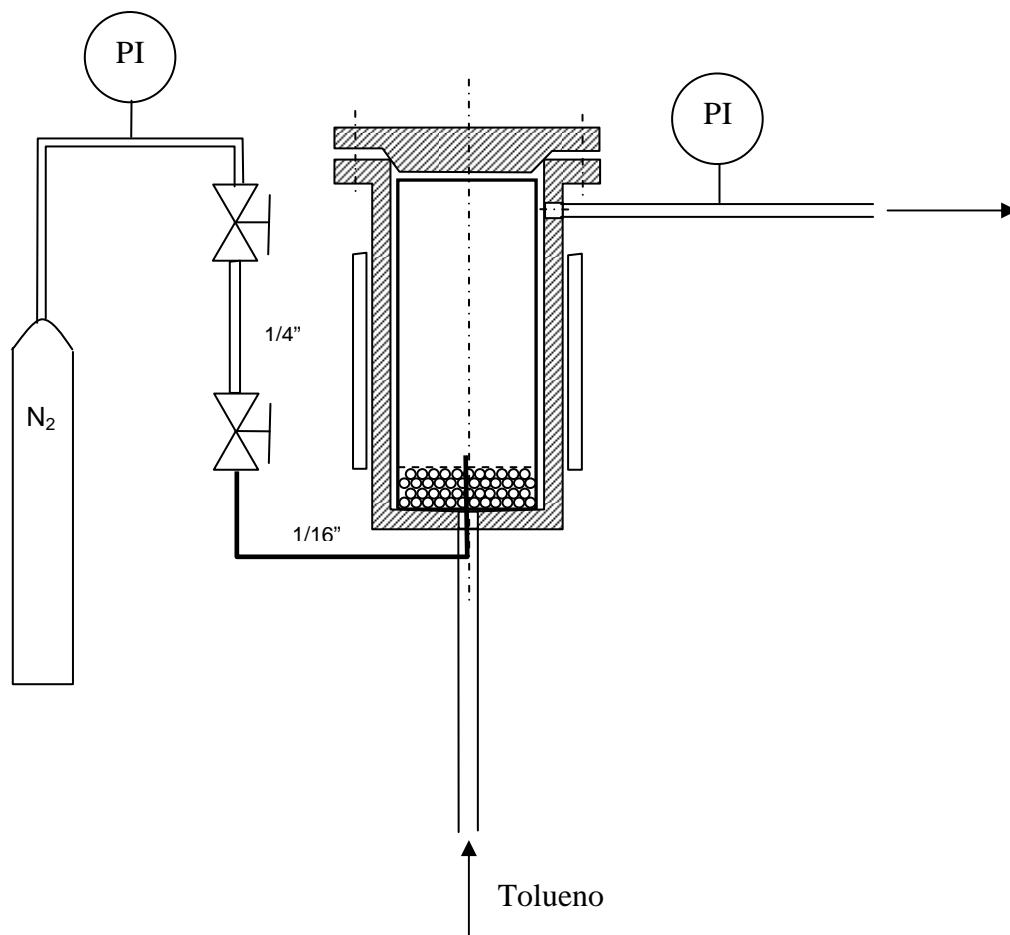 PI
PI
1/4”
N₂
1/16”
Tolueno